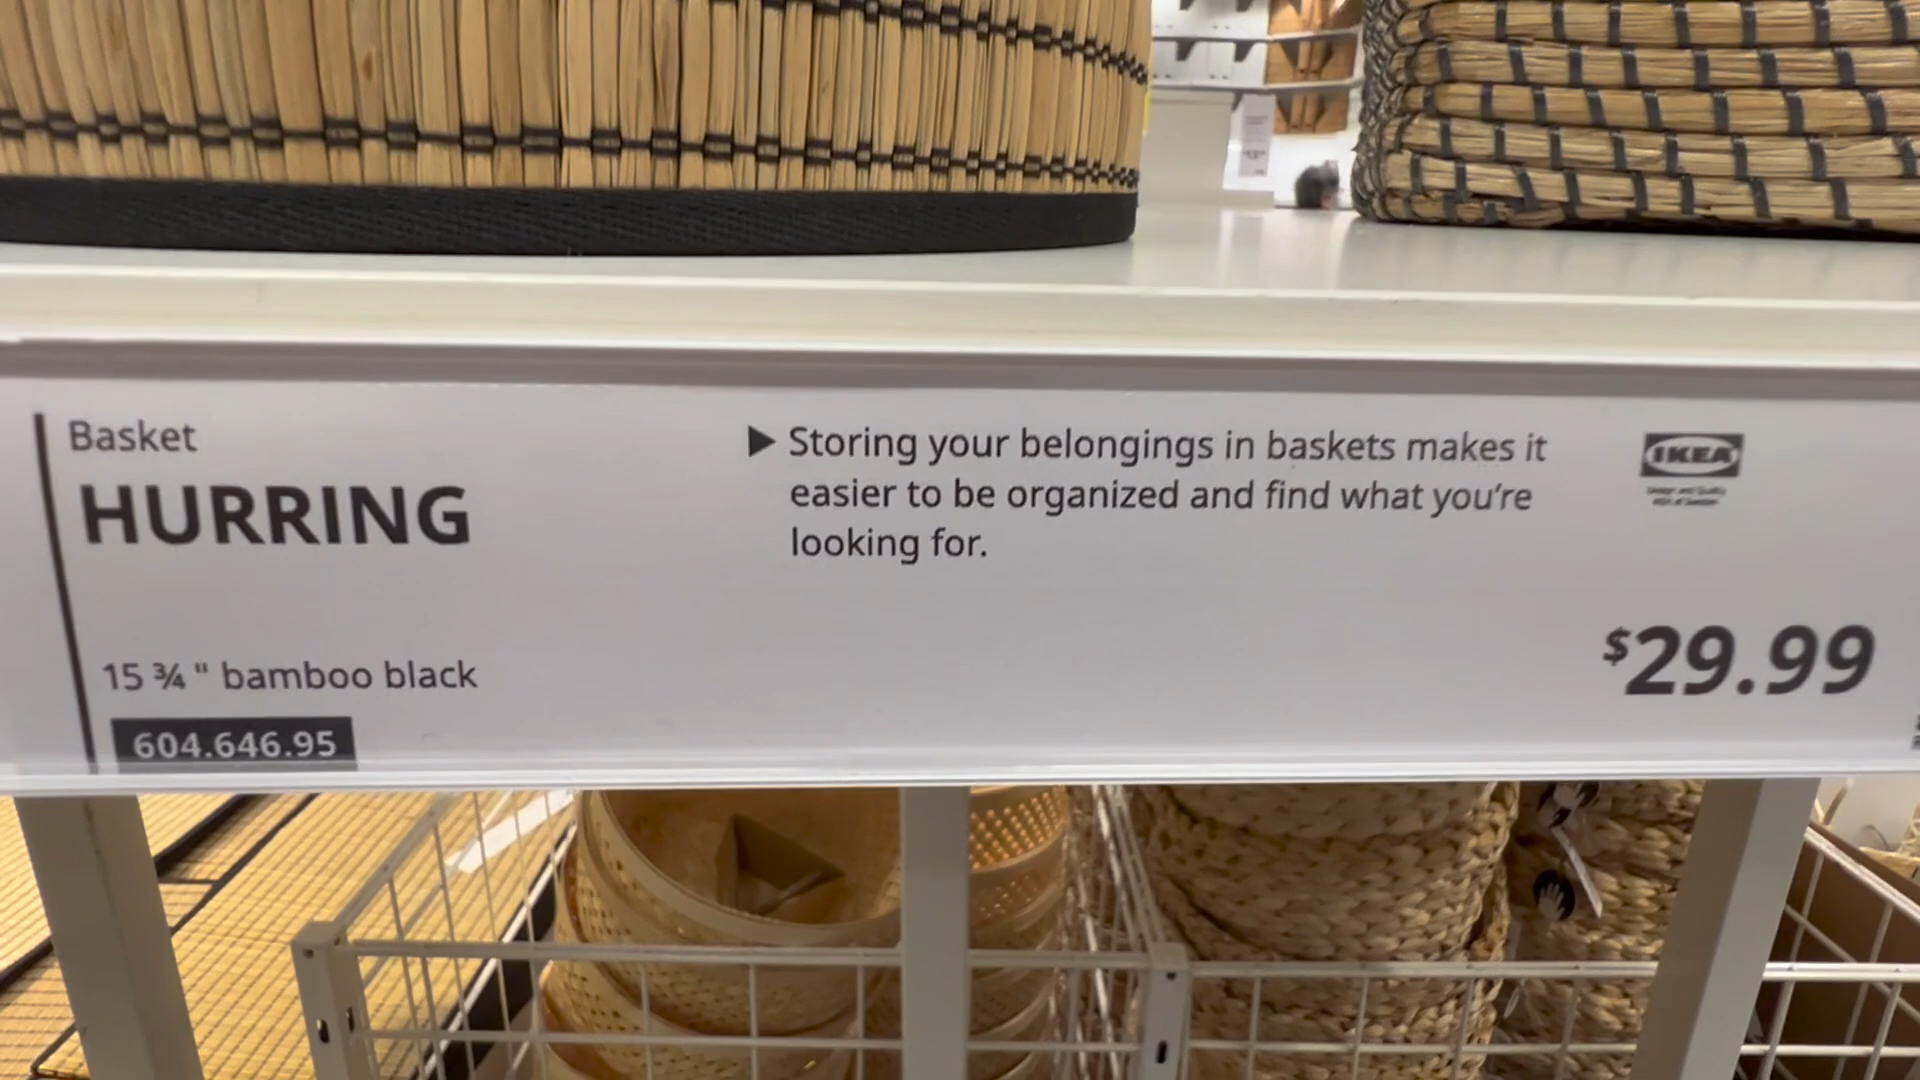 Basket
HURRING
15 ¾ " bamboo black
604.646.95
▶ Storing your belongings in baskets makes it
easier to be organized and find what you're
looking for.
IKEA
$29.99